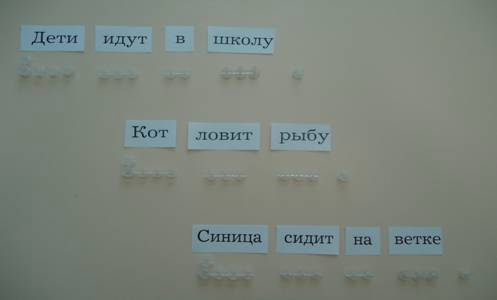 Дети идут в школу
Кот ловит рыбу
Синица сидит на ветке